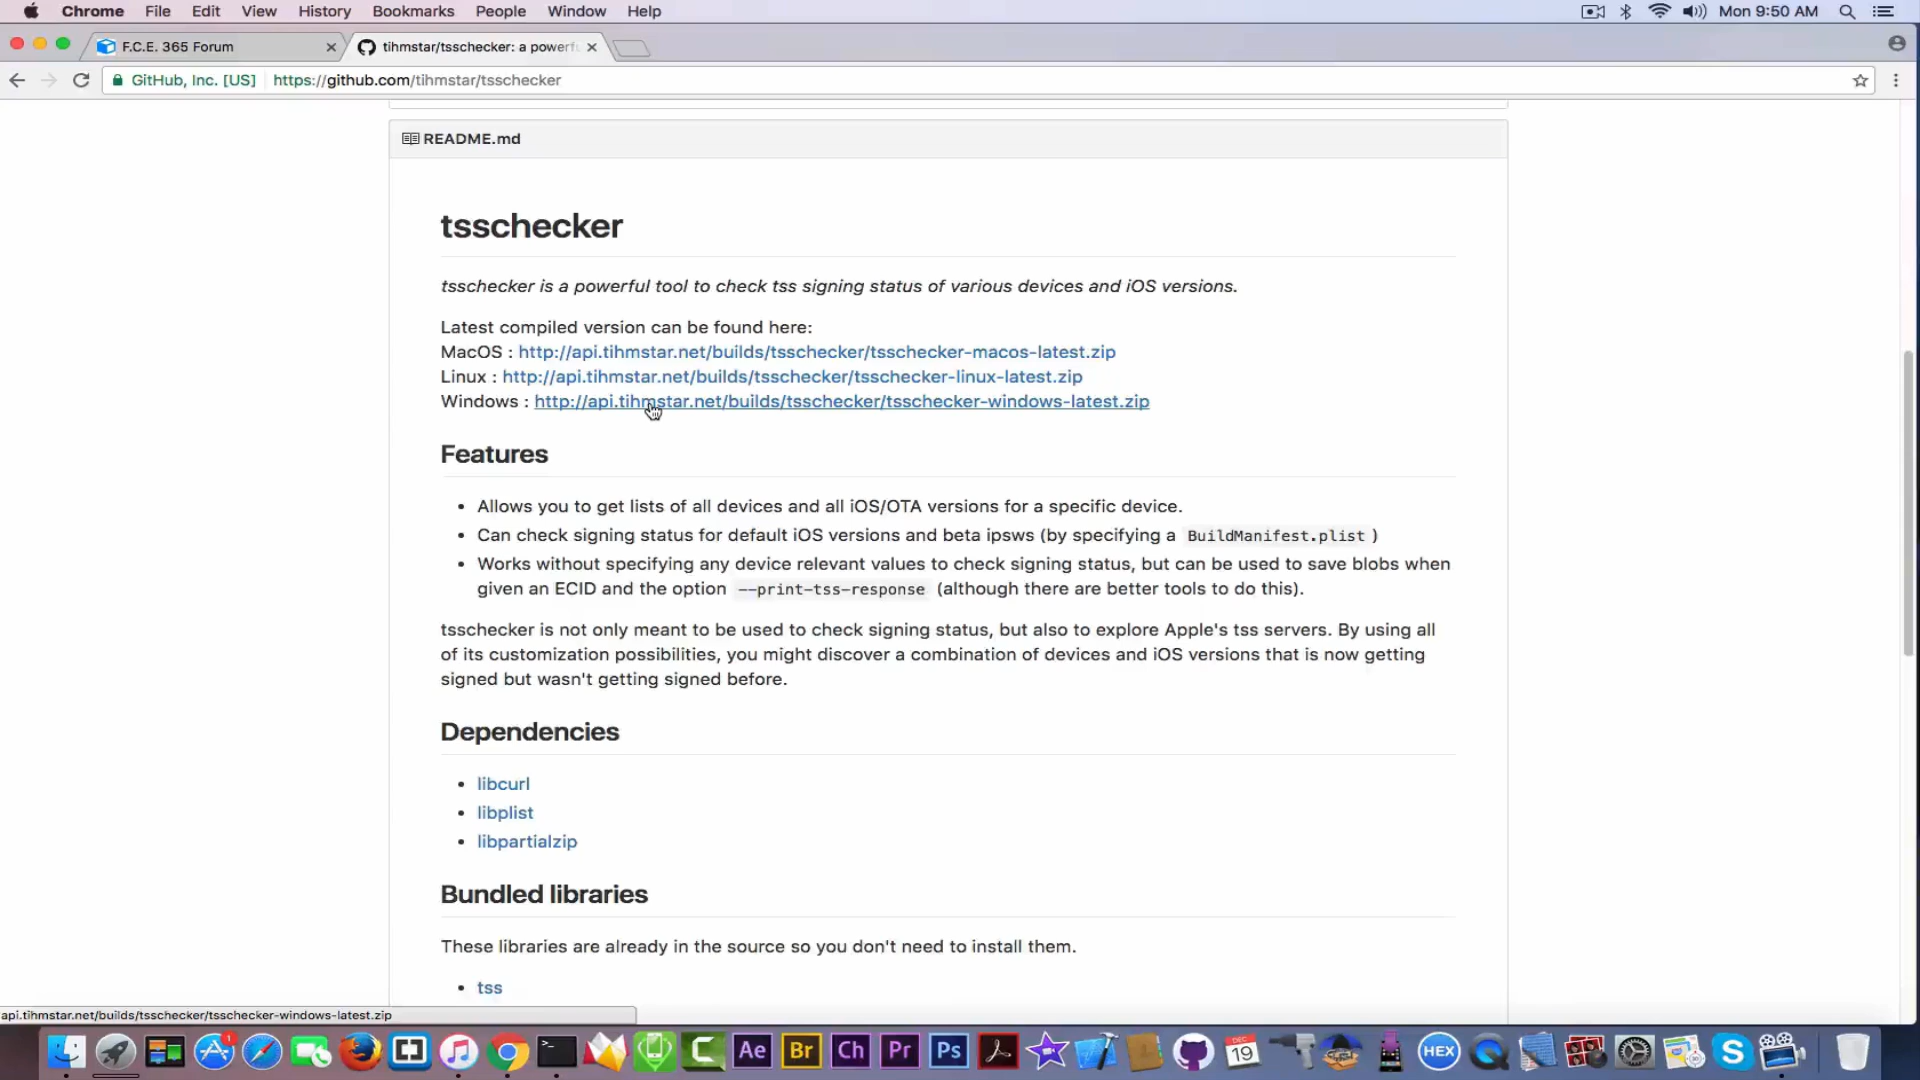 Chrome File Edit View History Bookmarks People Window Help
Mon 9:50 AM
F.C.E. 365 Forum
tihmstar/tsschecker: a powerfu
GitHub, Inc. [US] https://github.com/tihmstar/tsschecker
README.md
tsschecker
tsschecker is a powerful tool to check tss signing status of various devices and iOS versions.
Latest compiled version can be found here:
MacOS : http://api.tihmstar.net/builds/tsschecker/tsschecker-macos-latest.zip
Linux : http://api.tihmstar.net/builds/tsschecker/tsschecker-linux-latest.zip
Windows : http://api.tihmstar.net/builds/tsschecker/tsschecker-windows-latest.zip
Features
• Allows you to get lists of all devices and all iOS/OTA versions for a specific device.
• Can check signing status for default iOS versions and beta ipsws (by specifying a BuildManifest.plist )
• Works without specifying any device relevant values to check signing status, but can be used to save blobs when
given an ECID and the option --print-tss-response (although there are better tools to do this).
tsschecker is not only meant to be used to check signing status, but also to explore Apple's tss servers. By using all
of its customization possibilities, you might discover a combination of devices and iOS versions that is now getting
signed but wasn't getting signed before.
Dependencies
• libcurl
• libplist
• libpartialzip
Bundled libraries
These libraries are already in the source so you don't need to install them.
• tss
api.tihmstar.net/builds/tsschecker/tsschecker-windows-latest.zip
1
Ae Br Ch Pr Ps
DEC
19
HEX
S